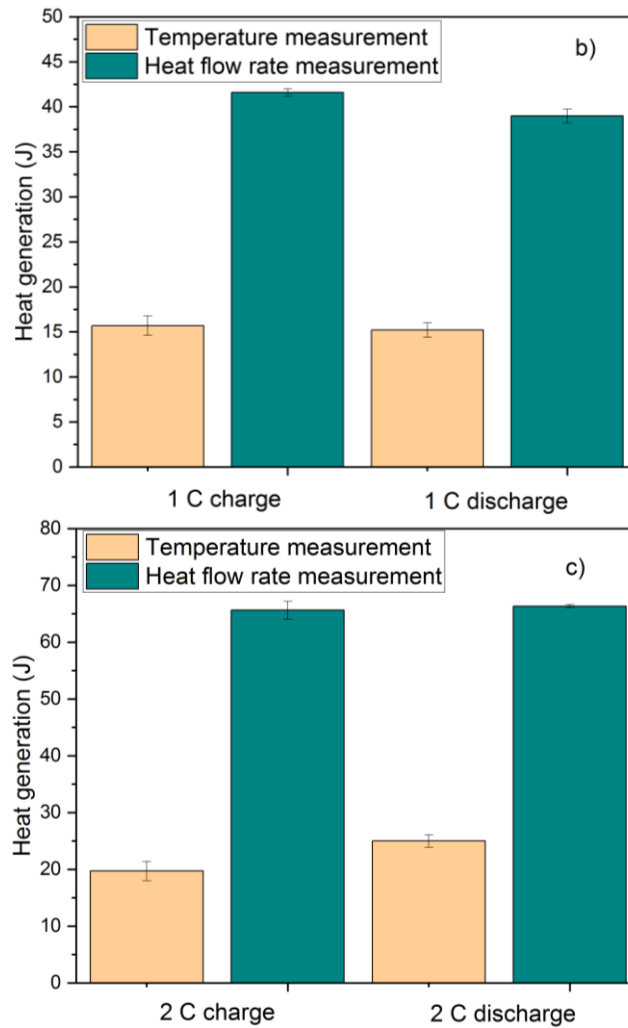 50
45
40
35
30
25
20
15
10
5
0
Heat generation (J)
Temperature measurement
Heat flow rate measurement
b)
1 C charge
1 C discharge
80
70
60
50
40
30
20
10
0
Heat generation (J)
Temperature measurement
Heat flow rate measurement
c)
2 C charge
2 C discharge